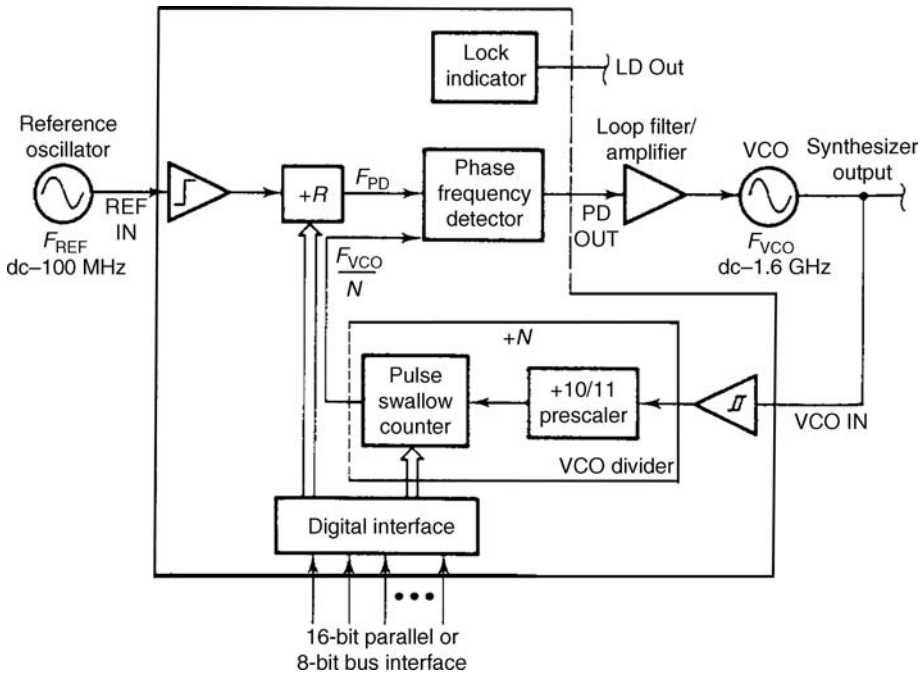 Lock
indicator
LD Out
Reference
oscillator
REF
IN
F_REF
dc–100 MHz
+R
F_PD
Phase
frequency
detector
PD
OUT
Loop filter/
amplifier
VCO
F_VCO
dc–1.6 GHz
Synthesizer
output
F_VCO
N
+N
Pulse
swallow
counter
+10/11
prescaler
VCO divider
VCO IN
Digital interface
16-bit parallel or
8-bit bus interface